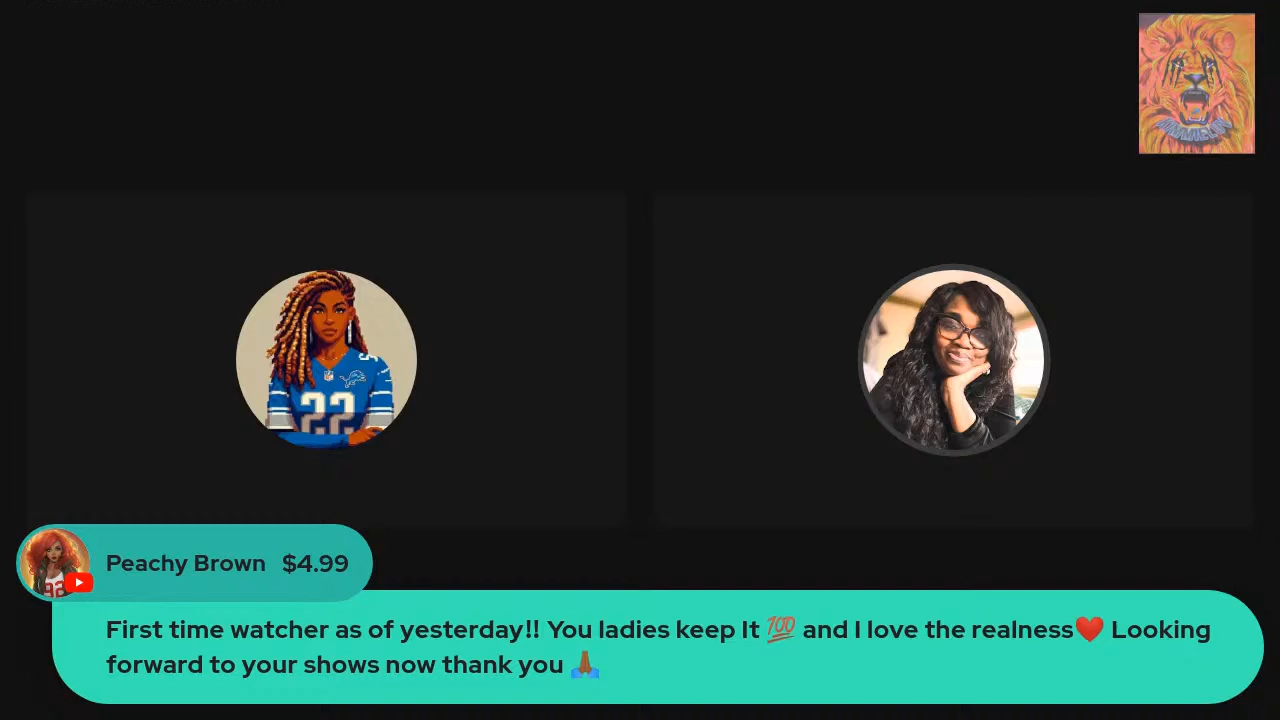 22
Peachy Brown $4.99
First time watcher as of yesterday!! You ladies keep It 💯 and I love the realness❤️ Looking
forward to your shows now thank you 🙏🏾